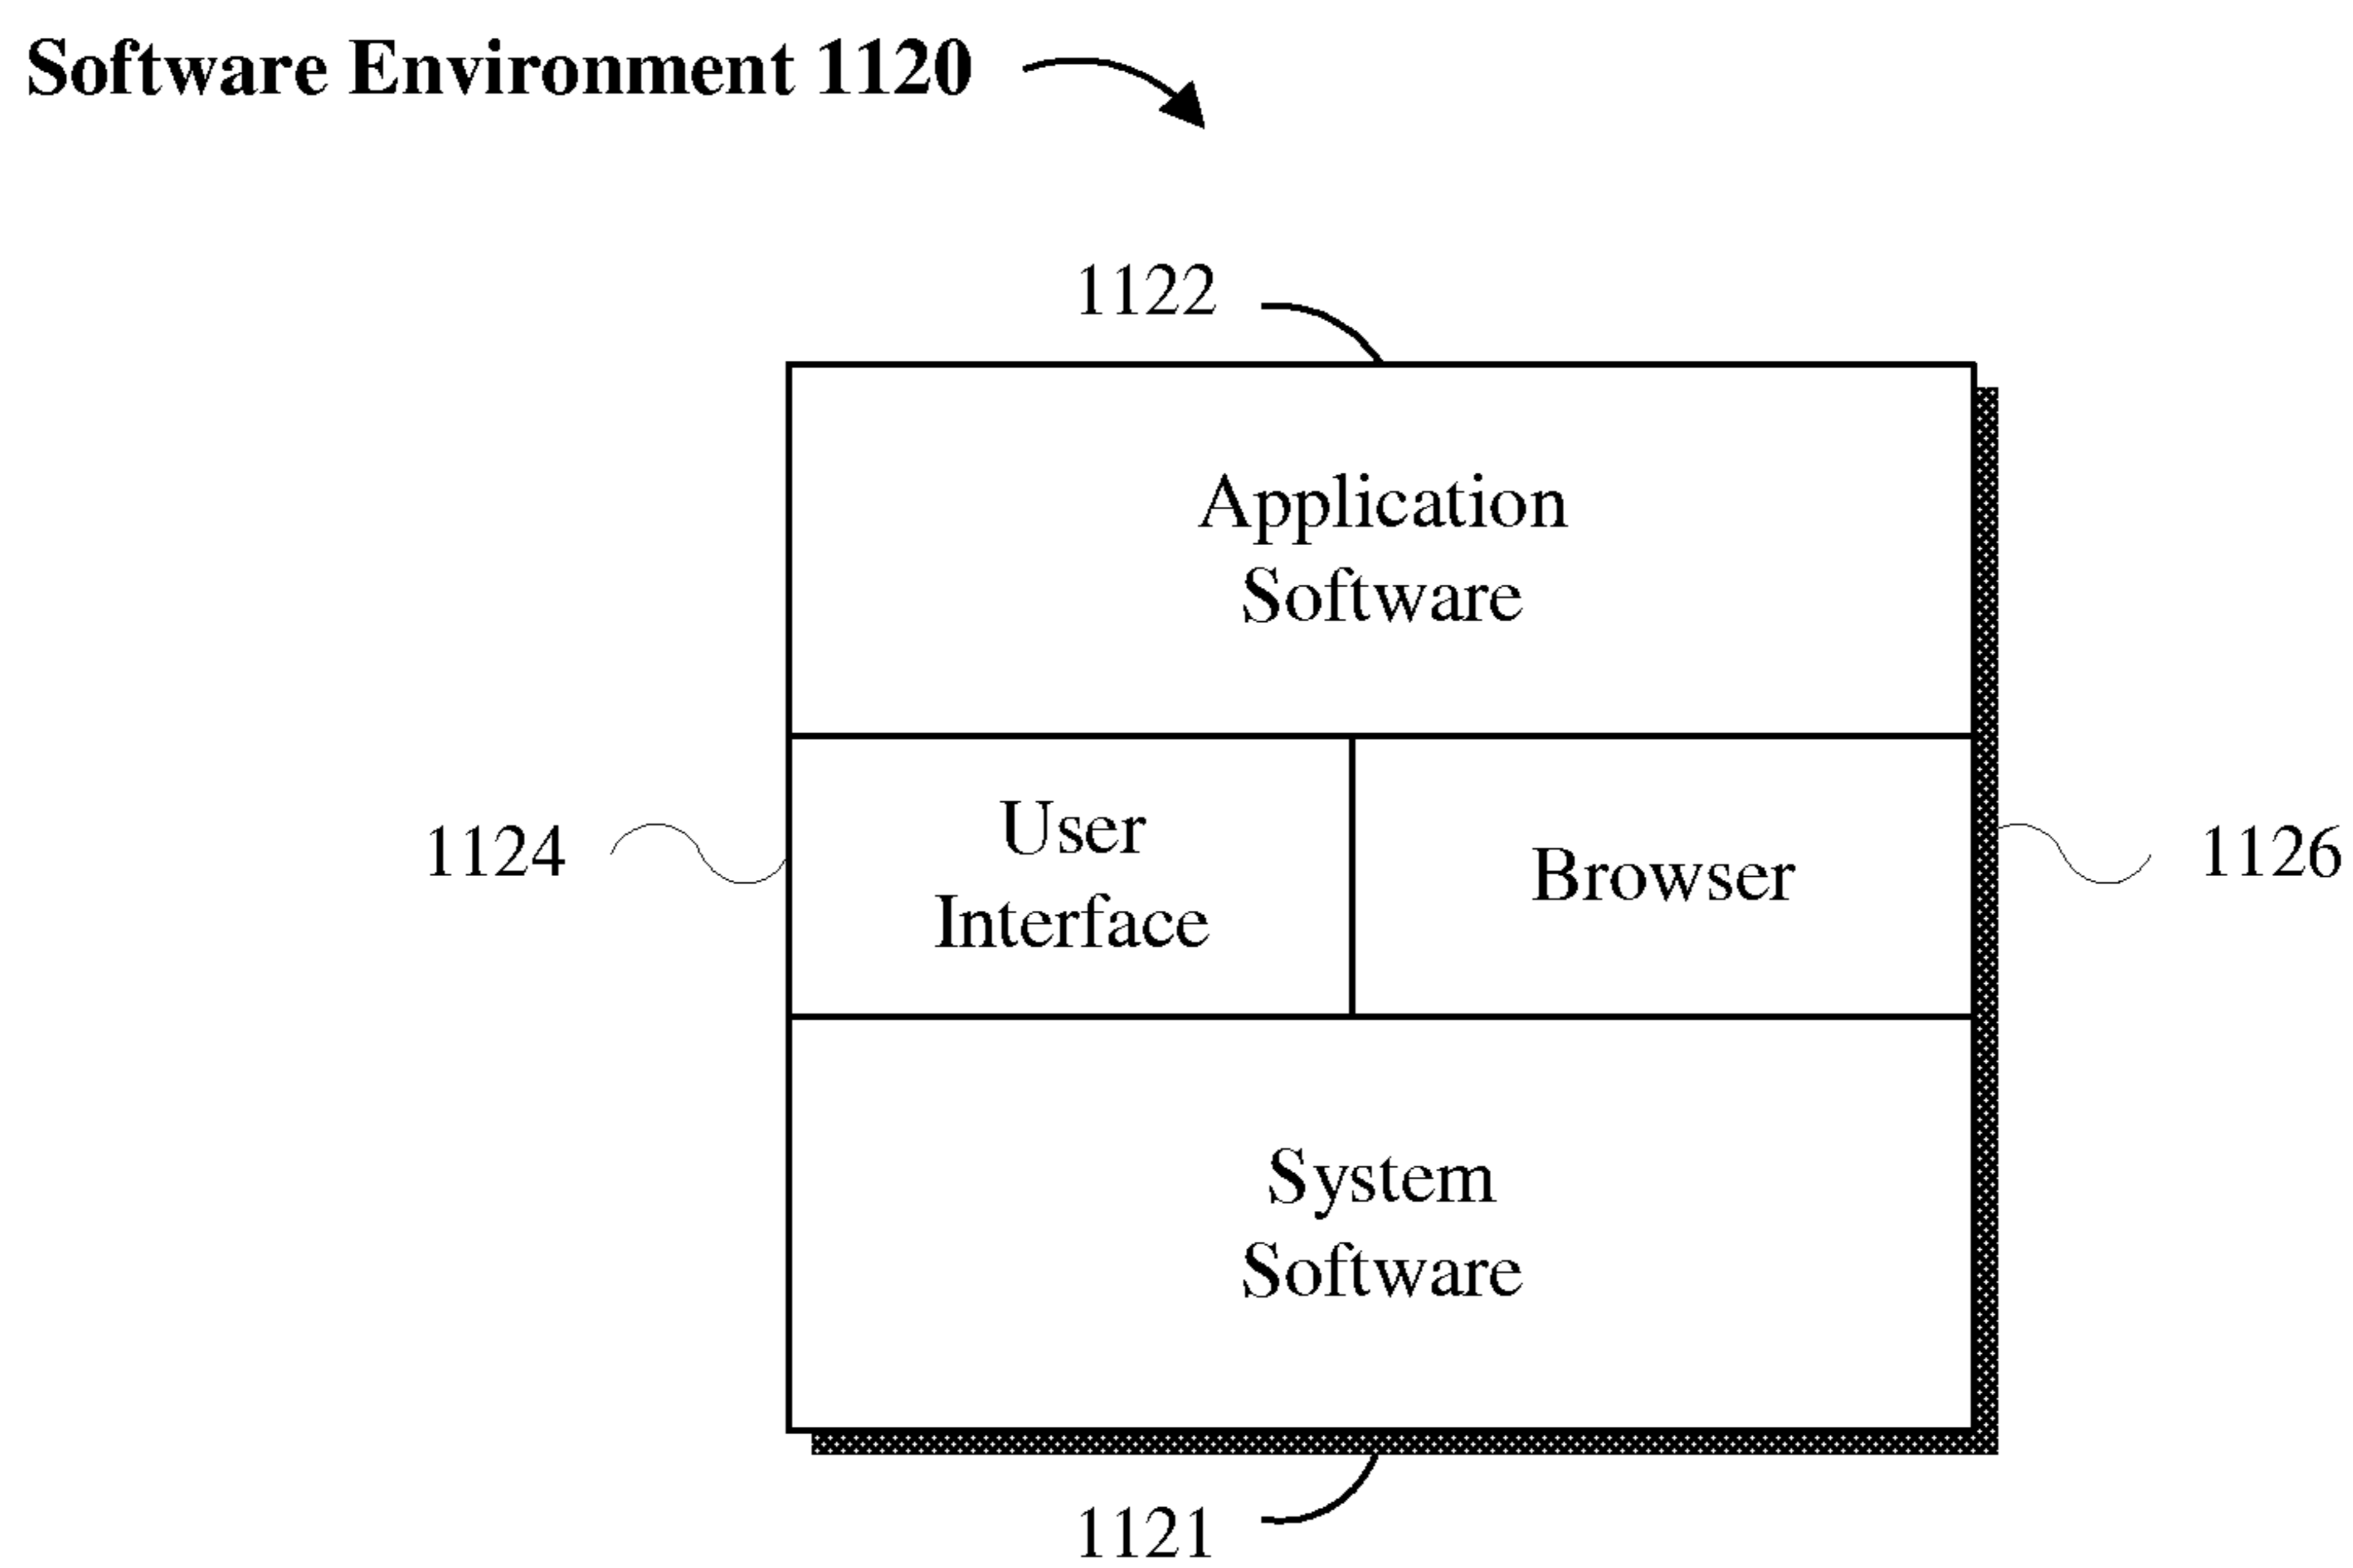 Software Environment 1120
1122
Application
Software
1124
User
Interface
Browser
1126
System
Software
1121